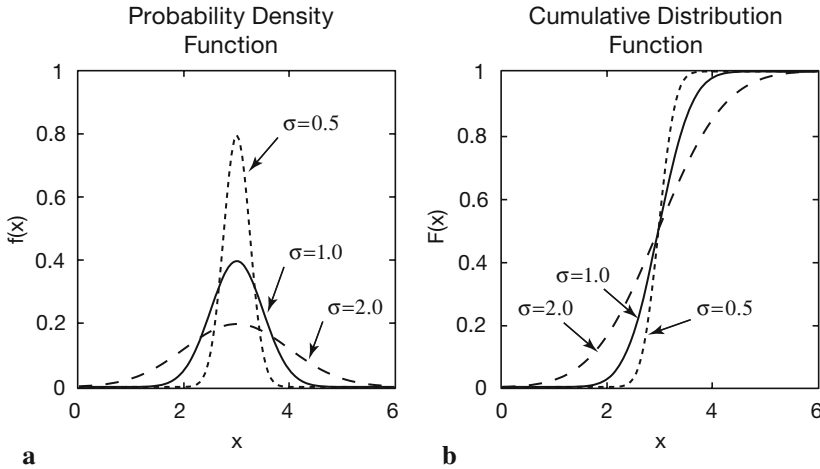 Probability Density
Function
1
0.8
0.6
0.4
0.2
0
f(x)
σ=0.5
σ=1.0
σ=2.0
0
2
4
6
x
a
Cumulative Distribution
Function
1
0.8
0.6
0.4
0.2
0
F(x)
σ=1.0
σ=2.0
σ=0.5
0
2
4
6
x
b